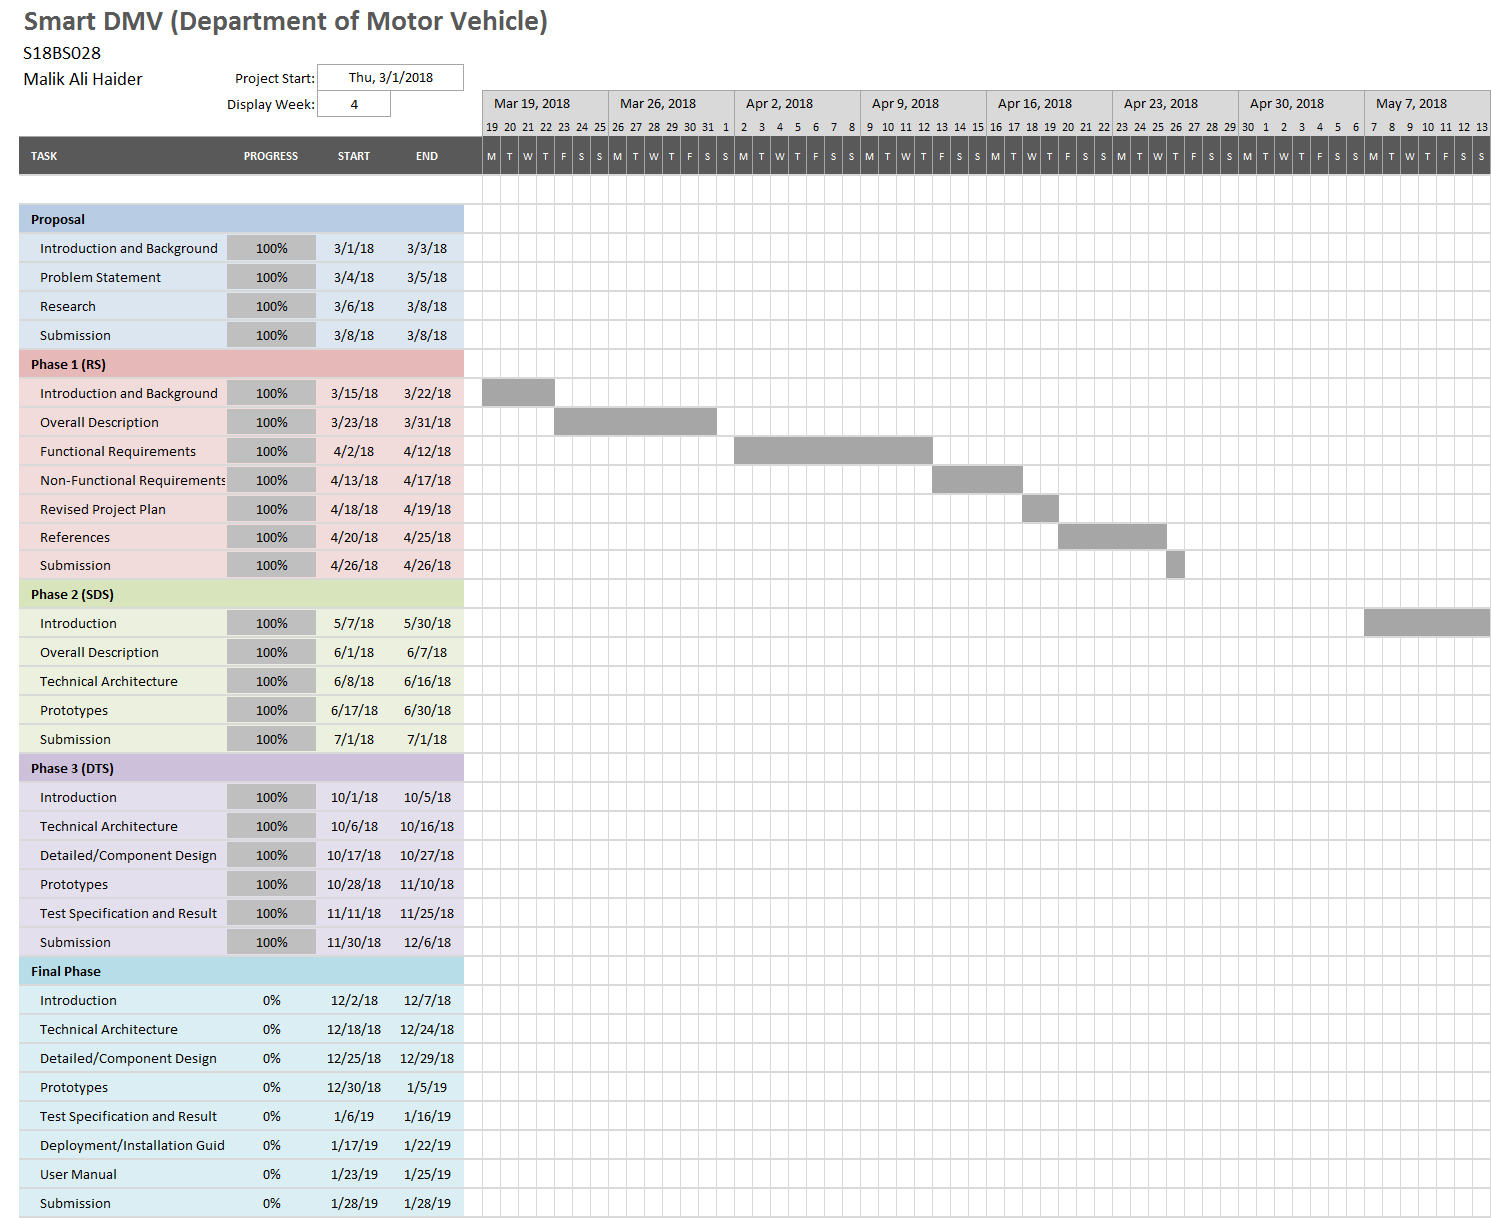 Smart DMV (Department of Motor Vehicle)
S18BS028
Malik Ali Haider
Project Start: Thu, 3/1/2018
Display Week: 4
Mar 19, 2018 Mar 26, 2018 Apr 2, 2018 Apr 9, 2018 Apr 16, 2018 Apr 23, 2018 Apr 30, 2018 May 7, 2018
19 20 21 22 23 24 25 26 27 28 29 30 31 1 2 3 4 5 6 7 8 9 10 11 12 13 14 15 16 17 18 19 20 21 22 23 24 25 26 27 28 29 30 1 2 3 4 5 6 7 8 9 10 11 12 13
TASK PROGRESS START END M T W T F S S M T W T F S S M T W T F S S M T W T F S S M T W T F S S M T W T F S S M T W T F S S M T W T F S S
Proposal
Introduction and Background 100% 3/1/18 3/3/18
Problem Statement 100% 3/4/18 3/5/18
Research 100% 3/6/18 3/8/18
Submission 100% 3/8/18 3/8/18
Phase 1 (RS)
Introduction and Background 100% 3/15/18 3/22/18
Overall Description 100% 3/23/18 3/31/18
Functional Requirements 100% 4/2/18 4/12/18
Non-Functional Requirements 100% 4/13/18 4/17/18
Revised Project Plan 100% 4/18/18 4/19/18
References 100% 4/20/18 4/25/18
Submission 100% 4/26/18 4/26/18
Phase 2 (SDS)
Introduction 100% 5/7/18 5/30/18
Overall Description 100% 6/1/18 6/7/18
Technical Architecture 100% 6/8/18 6/16/18
Prototypes 100% 6/17/18 6/30/18
Submission 100% 7/1/18 7/1/18
Phase 3 (DTS)
Introduction 100% 10/1/18 10/5/18
Technical Architecture 100% 10/6/18 10/16/18
Detailed/Component Design 100% 10/17/18 10/27/18
Prototypes 100% 10/28/18 11/10/18
Test Specification and Result 100% 11/11/18 11/25/18
Submission 100% 11/30/18 12/6/18
Final Phase
Introduction 0% 12/2/18 12/7/18
Technical Architecture 0% 12/18/18 12/24/18
Detailed/Component Design 0% 12/25/18 12/29/18
Prototypes 0% 12/30/18 1/5/19
Test Specification and Result 0% 1/6/19 1/16/19
Deployment/Installation Guid 0% 1/17/19 1/22/19
User Manual 0% 1/23/19 1/25/19
Submission 0% 1/28/19 1/28/19